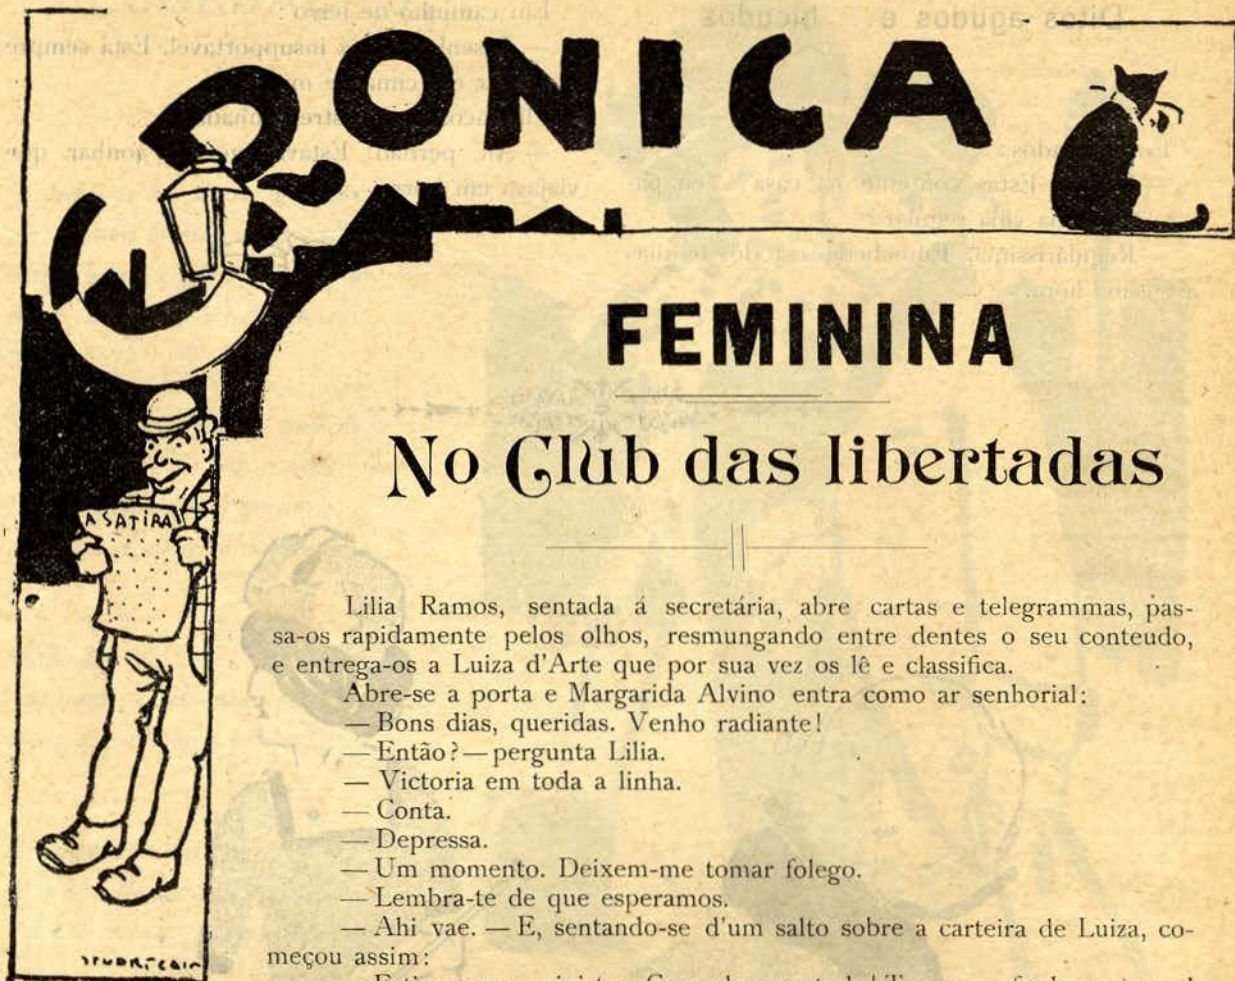 CRONICA
FEMININA
No Club das libertadas
A SATIRA
Lilia Ramos, sentada á secretária, abre cartas e telegrammas, pas-
sa-os rapidamente pelos olhos, resmungando entre dentes o seu conteudo,
e entrega-os a Luiza d'Arte que por sua vez os lê e classifica.
Abre-se a porta e Margarida Alvino entra como ar senhorial:
— Bons dias, queridas. Venho radiante!
— Então? — pergunta Lilia.
— Victoria em toda a linha.
— Conta.
— Depressa.
— Um momento. Deixem-me tomar folego.
— Lembra-te de que esperamos.
— Ahi vae. — E, sentando-se d'um salto sobre a carteira de Luiza, co-
meçou assim: